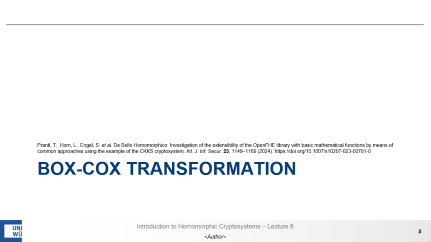 Prantl, T., Horn, L., Engel, S. et al. De Bello Homomorphico: Investigation of the extensibility of the OpenFHE library with basic mathematical functions by means of
common approaches using the example of the CKKS cryptosystem. Int. J. Inf. Secur. 23, 1149–1169 (2024). https://doi.org/10.1007/s10207-023-00781-0
BOX-COX TRANSFORMATION
Introduction to Homomorphic Cryptosystems – Lecture 8
<Author>
3
UNI
WÜ